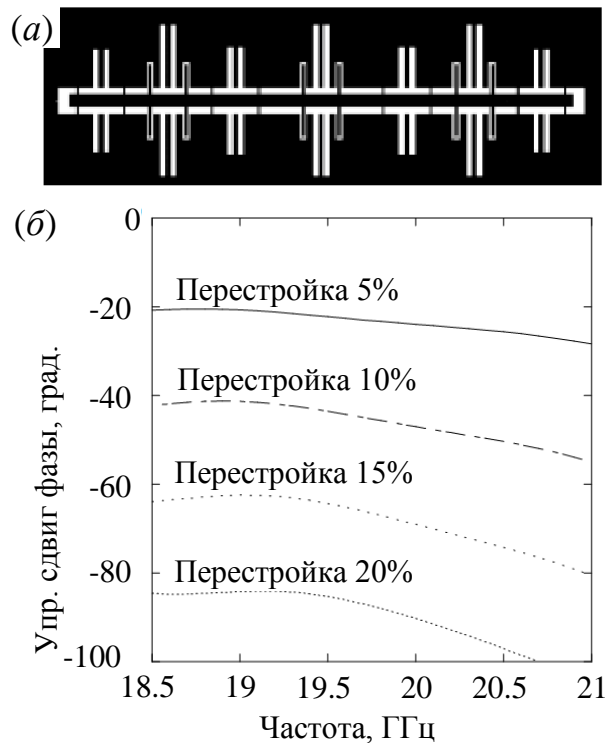 (а)
(б)
0
-20
-40
-60
-80
-100
Упр. сдвиг фазы, град.
Перестройка 5%
Перестройка 10%
Перестройка 15%
Перестройка 20%
18.5 19 19.5 20 20.5 21
Частота, ГГц